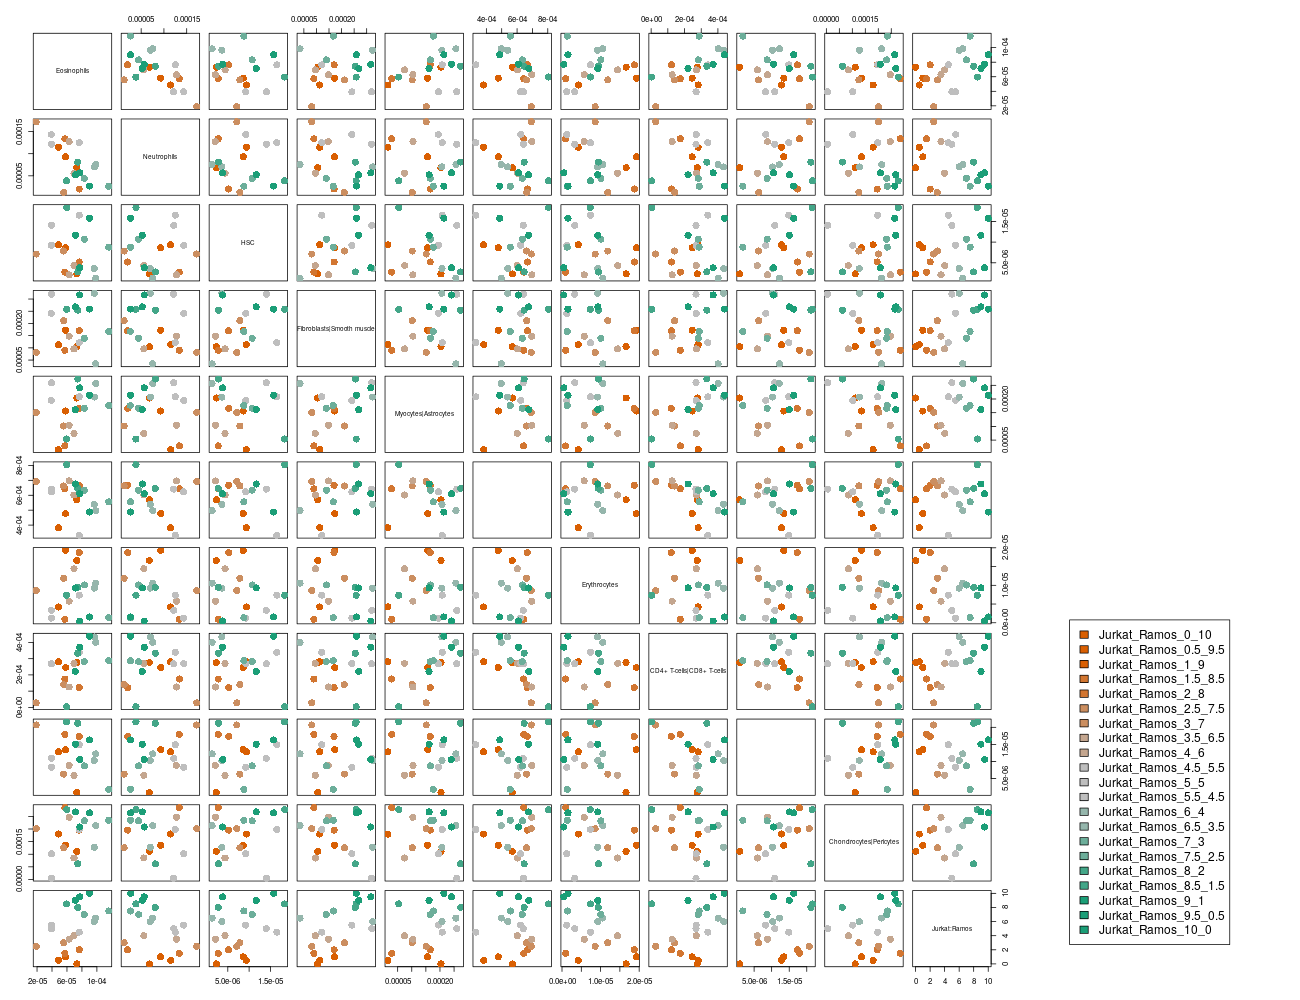 0.00005 0.00015 0.00005 0.00020 4e-04 6e-04 8e-04 0e+00 2e-04 4e-04 0.00000 0.00015
Eosinophils
2e-05 6e-05 1e-04
Neutrophils
0.00005 0.00015
HSC
5.0e-06 1.5e-05
Fibroblasts|Smooth muscle
0.00005 0.00020
Myocytes|Astrocytes
0.00005 0.00020
4e-04 6e-04 8e-04
Erythrocytes
0.0e+00 1.0e-05 2.0e-05
CD4+ T-cells|CD8+ T-cells
0e+00 2e-04 4e-04
5.0e-06 1.5e-05
Chondrocytes|Pericytes
0.00000 0.00015
Jurkat:Ramos
0 2 4 6 8 10
2e-05 6e-05 1e-04 5.0e-06 1.5e-05 0.00005 0.00020 0.0e+00 1.0e-05 2.0e-05 5.0e-06 1.5e-05 0 2 4 6 8 10
Jurkat_Ramos_0_10
Jurkat_Ramos_0.5_9.5
Jurkat_Ramos_1_9
Jurkat_Ramos_1.5_8.5
Jurkat_Ramos_2_8
Jurkat_Ramos_2.5_7.5
Jurkat_Ramos_3_7
Jurkat_Ramos_3.5_6.5
Jurkat_Ramos_4_6
Jurkat_Ramos_4.5_5.5
Jurkat_Ramos_5_5
Jurkat_Ramos_5.5_4.5
Jurkat_Ramos_6_4
Jurkat_Ramos_6.5_3.5
Jurkat_Ramos_7_3
Jurkat_Ramos_7.5_2.5
Jurkat_Ramos_8_2
Jurkat_Ramos_8.5_1.5
Jurkat_Ramos_9_1
Jurkat_Ramos_9.5_0.5
Jurkat_Ramos_10_0